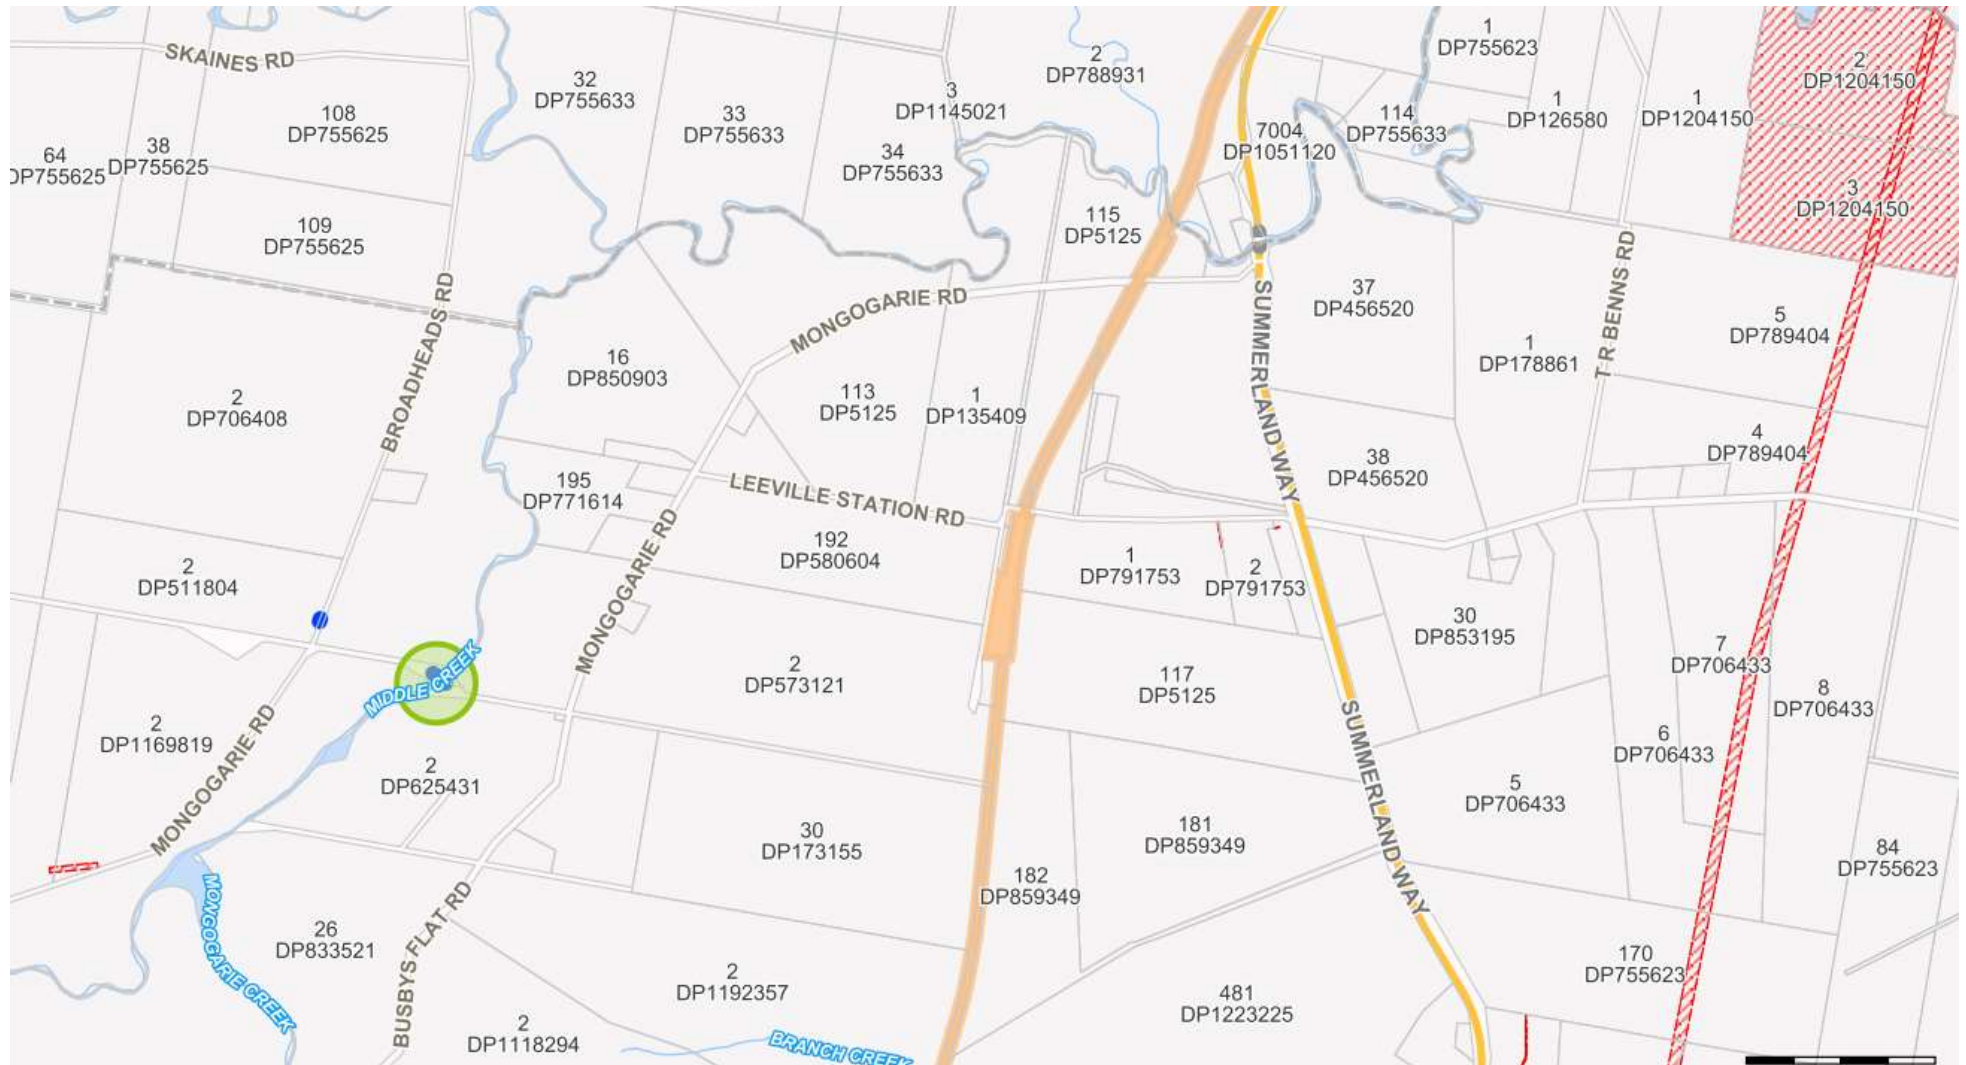 1
DP755623
2
DP788931
2
DP1204150
SKAINES RD
32
DP755633
3
DP1145021
1
DP126580
1
DP1204150
108
DP755625
33
DP755633
114
DP755633
7004
DP1051120
38
DP755625
64
DP755625
34
DP755633
3
DP1204150
115
DP5125
109
DP755625
MONGOGARIE RD
37
DP456520
T R BENNS RD
5
DP789404
BROADHEADS RD
16
DP850903
SUMMERLAND WAY
1
DP178861
2
DP706408
113
DP5125
1
DP135409
4
DP789404
38
DP456520
195
DP771614
LEEVILLE STATION RD
MONGOGARIE RD
192
DP580604
1
DP791753
2
DP791753
2
DP511804
30
DP853195
MIDDLE CREEK
2
DP573121
117
DP5125
7
DP706433
8
DP706433
2
DP1169819
MONGOGARIE RD
2
DP625431
SUMMERLAND WAY
6
DP706433
5
DP706433
30
DP173155
181
DP859349
182
DP859349
84
DP755623
MONGOGARIE CREEK
26
DP833521
BUSBYS FLAT RD
2
DP1192357
170
DP755623
481
DP1223225
2
DP1118294
BRANCH CREEK